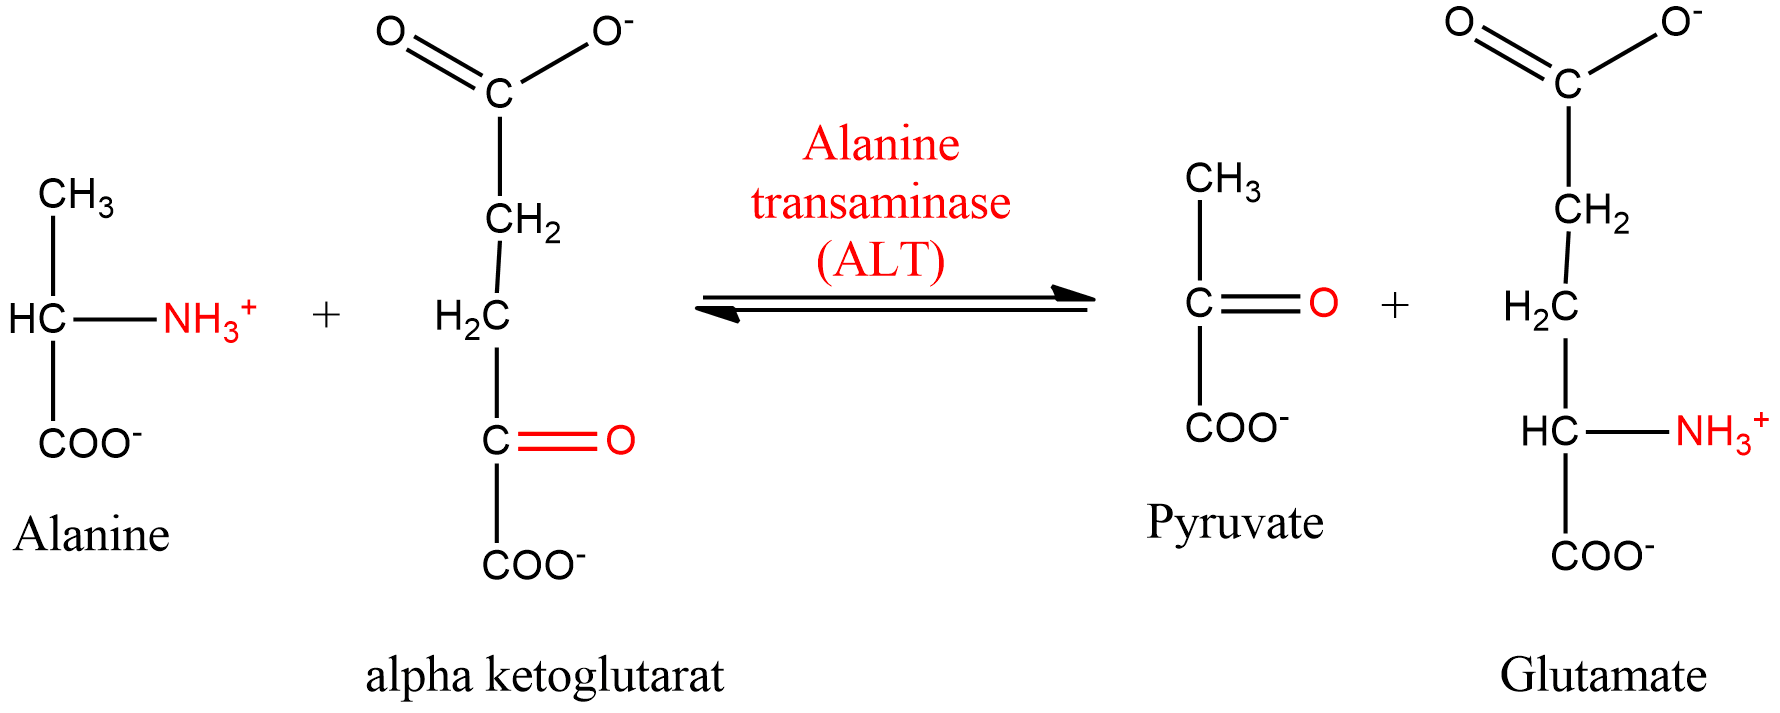 O
O⁻
C
CH₂
H₂C
C
O
COO⁻
CH₃
HC
NH₃⁺
COO⁻
+
Alanine
alpha ketoglutarat
Alanine
transaminase
(ALT)
CH₃
C
O
COO⁻
Pyruvate
+
O
O⁻
C
CH₂
H₂C
HC
NH₃⁺
COO⁻
Glutamate